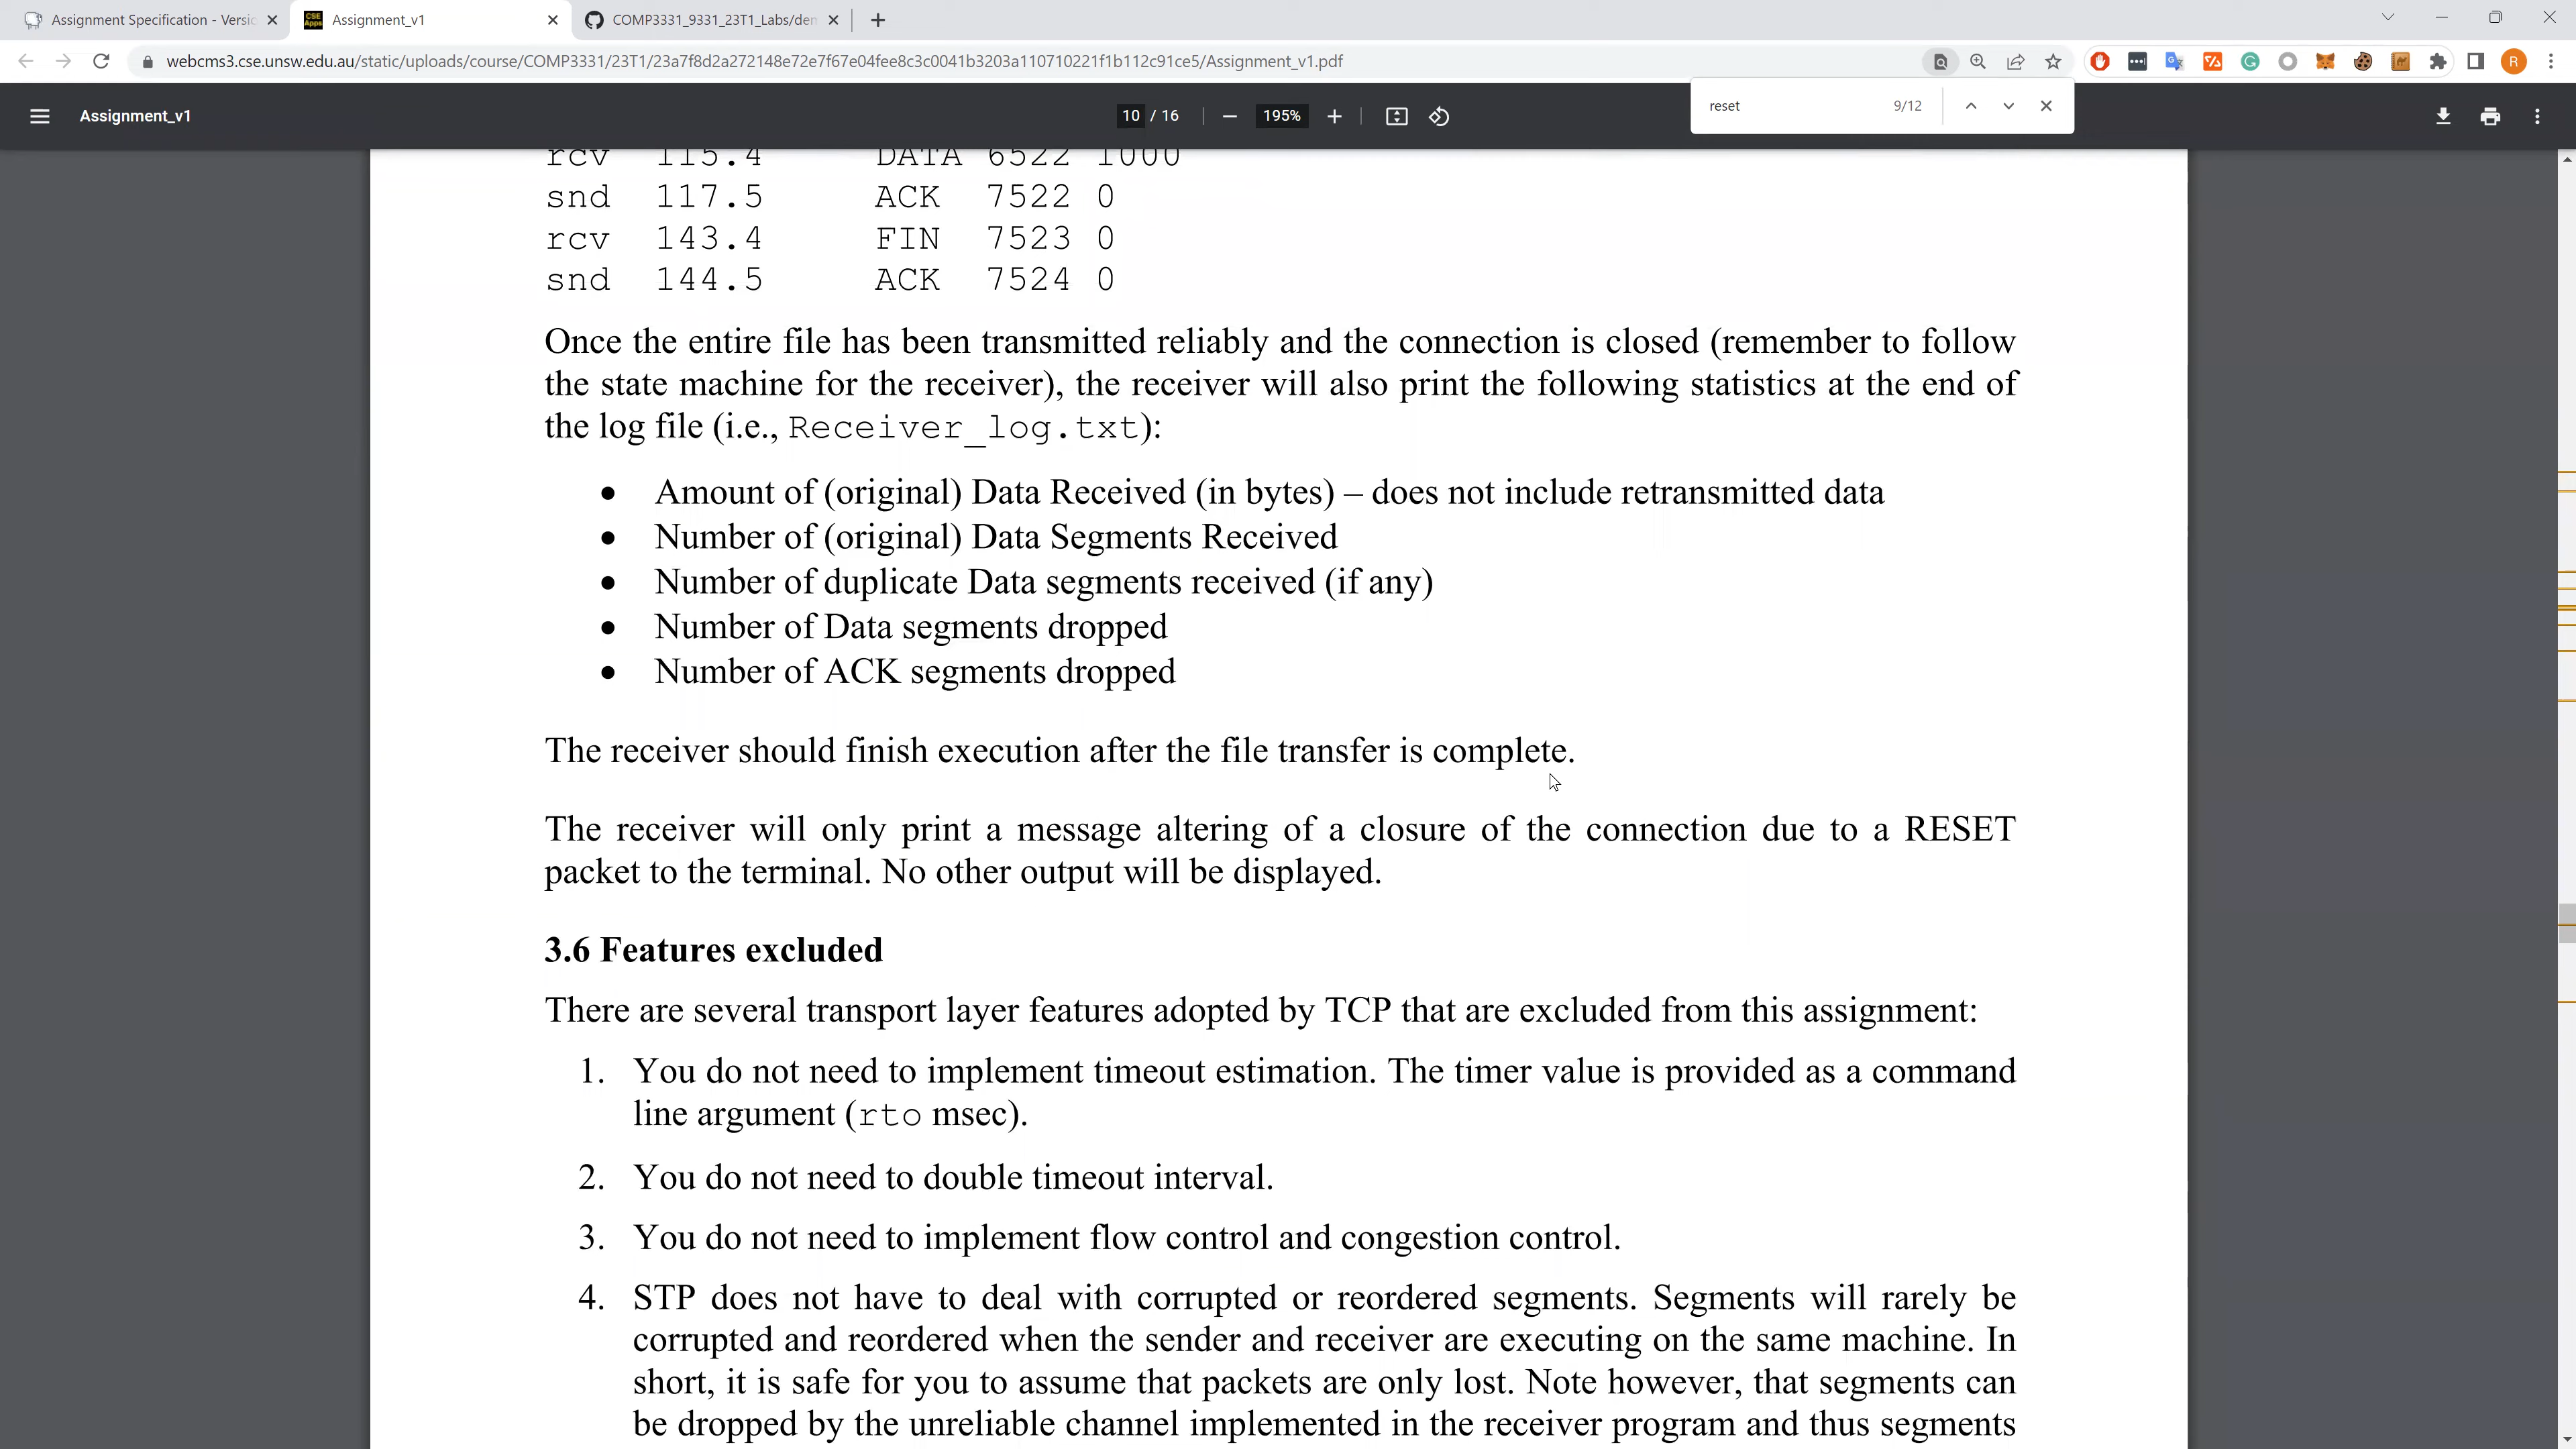 Assignment Specification - Versic
Assignment_v1
COMP3331_9331_23T1_Labs/den
webcms3.cse.unsw.edu.au/static/uploads/course/COMP3331/23T1/23a7f8d2a272148e72e7f67e04fee8c3c0041b3203a110710221f1b112c91ce5/Assignment_v1.pdf
R
Assignment_v1
10 / 16
195%
reset
9/12
rcv 115.4 DATA 6522 1000
snd 117.5 ACK 7522 0
rcv 143.4 FIN 7523 0
snd 144.5 ACK 7524 0
Once the entire file has been transmitted reliably and the connection is closed (remember to follow
the state machine for the receiver), the receiver will also print the following statistics at the end of
the log file (i.e., Receiver_log.txt):
• Amount of (original) Data Received (in bytes) – does not include retransmitted data
• Number of (original) Data Segments Received
• Number of duplicate Data segments received (if any)
• Number of Data segments dropped
• Number of ACK segments dropped
The receiver should finish execution after the file transfer is complete.
The receiver will only print a message altering of a closure of the connection due to a RESET
packet to the terminal. No other output will be displayed.
3.6 Features excluded
There are several transport layer features adopted by TCP that are excluded from this assignment:
1. You do not need to implement timeout estimation. The timer value is provided as a command
line argument (rto msec).
2. You do not need to double timeout interval.
3. You do not need to implement flow control and congestion control.
4. STP does not have to deal with corrupted or reordered segments. Segments will rarely be
corrupted and reordered when the sender and receiver are executing on the same machine. In
short, it is safe for you to assume that packets are only lost. Note however, that segments can
be dropped by the unreliable channel implemented in the receiver program and thus segments